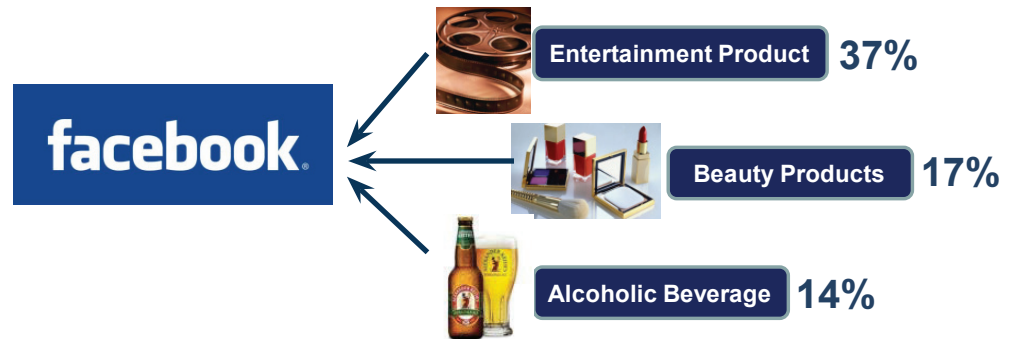 Entertainment Product 37%
facebook®
Beauty Products 17%
Alcoholic Beverage 14%